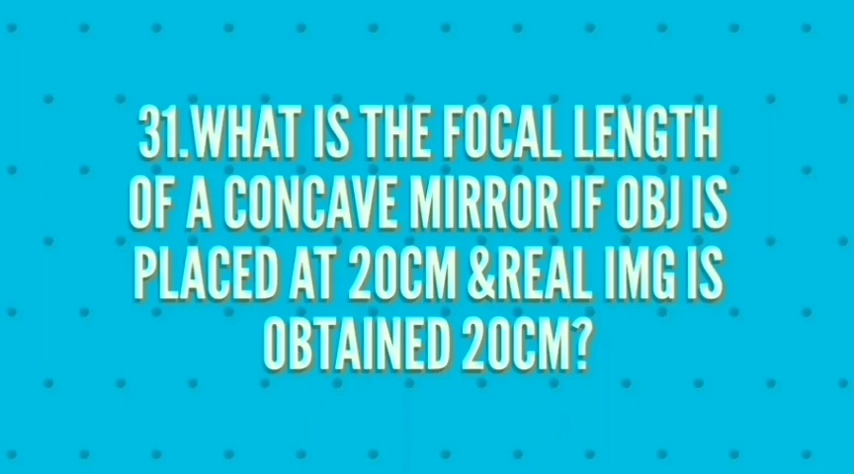 31.WHAT IS THE FOCAL LENGTH
OF A CONCAVE MIRROR IF OBJ IS
PLACED AT 20CM &REAL IMG IS
OBTAINED 20CM?